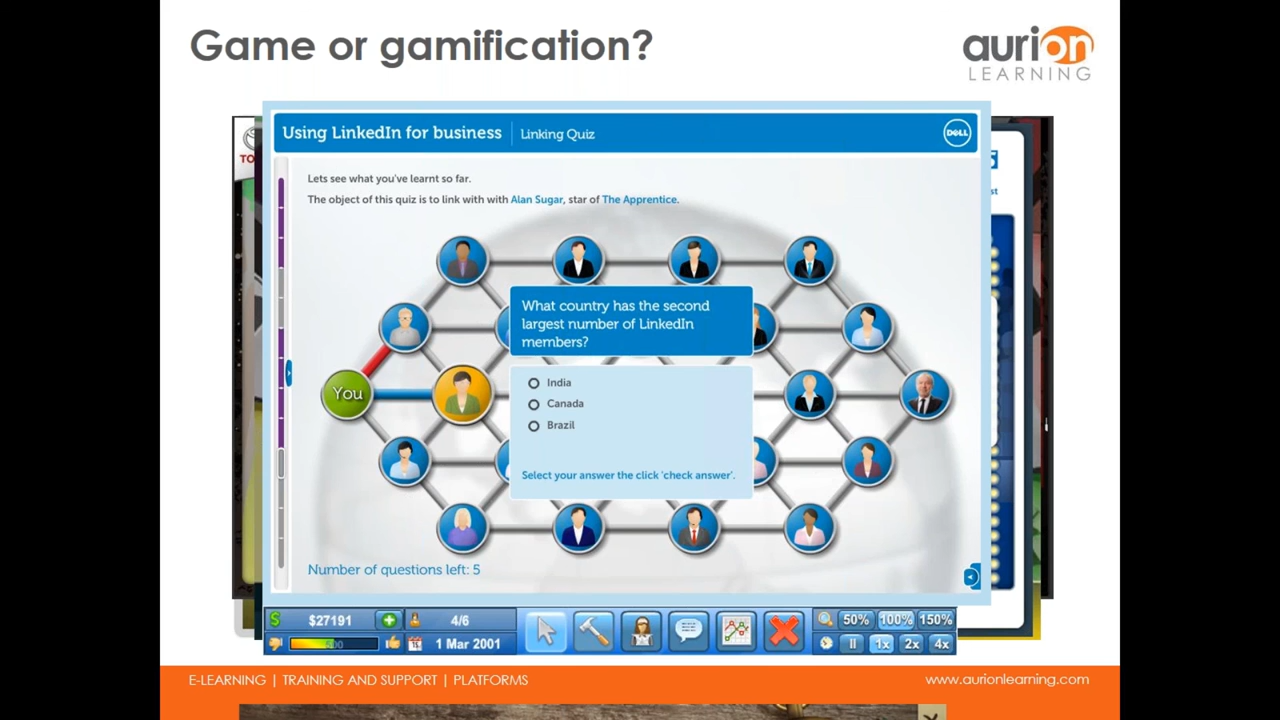 Game or gamification?
aurion
LEARNING
Using LinkedIn for business
Linking Quiz
DELL
TO
st
Lets see what you've learnt so far.
The object of this quiz is to link with with Alan Sugar, star of The Apprentice.
What country has the second
largest number of LinkedIn
members?
India
Canada
Brazil
Select your answer the click 'check answer'.
You
Number of questions left: 5
$27191
4/6
50%
100%
150%
500
1 Mar 2001
1x
2x
4x
E-LEARNING | TRAINING AND SUPPORT | PLATFORMS
www.aurionlearning.com